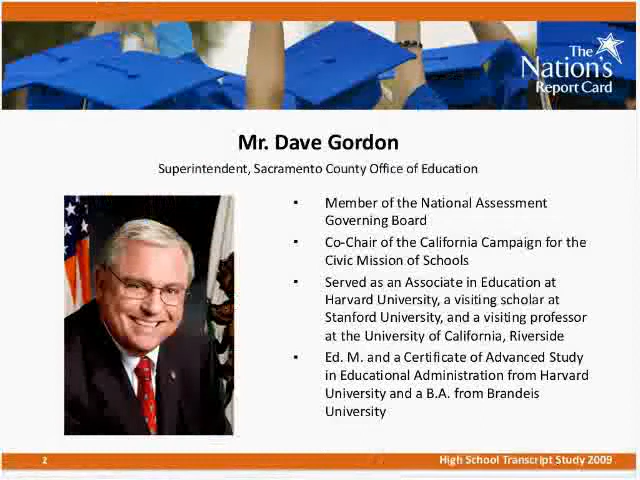 The
Nation's
Report Card
Mr. Dave Gordon
Superintendent, Sacramento County Office of Education
▪ Member of the National Assessment
Governing Board
▪ Co-Chair of the California Campaign for the
Civic Mission of Schools
▪ Served as an Associate in Education at
Harvard University, a visiting scholar at
Stanford University, and a visiting professor
at the University of California, Riverside
▪ Ed. M. and a Certificate of Advanced Study
in Educational Administration from Harvard
University and a B.A. from Brandeis
University
2
High School Transcript Study 2009